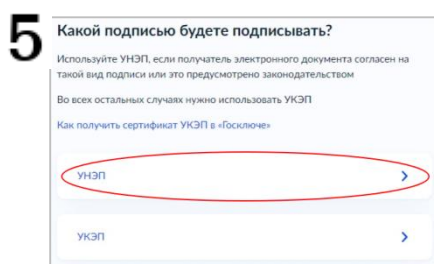 5
Какой подписью будете подписывать?
Используйте УНЭП, если получатель электронного документа согласен на
такой вид подписи или это предусмотрено законодательством
Во всех остальных случаях нужно использовать УКЭП
Как получить сертификат УКЭП в «Госключе»
УНЭП
УКЭП